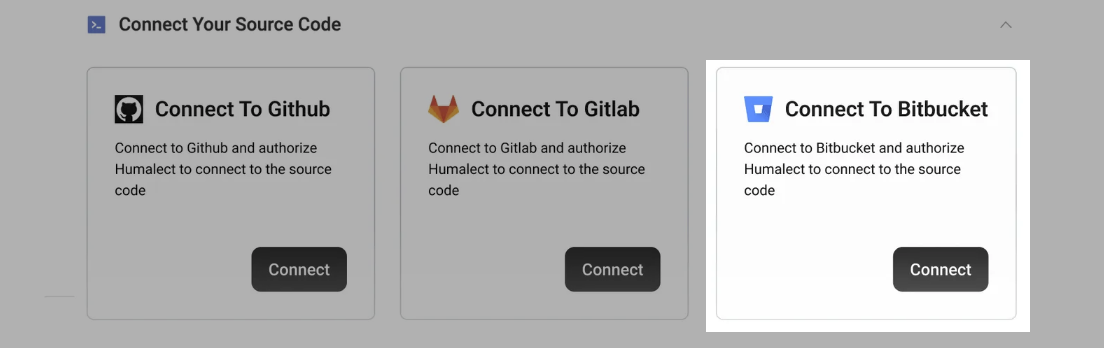 Connect Your Source Code
Connect To Github
Connect to Github and authorize
Humalect to connect to the source
code
Connect
Connect To Gitlab
Connect to Gitlab and authorize
Humalect to connect to the source
code
Connect
Connect To Bitbucket
Connect to Bitbucket and authorize
Humalect to connect to the source
code
Connect